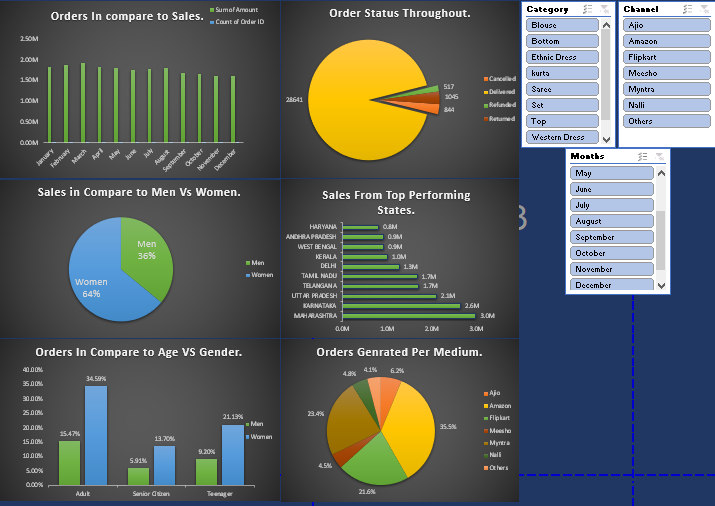 Orders In compare to Sales.
Sum of Amount
Count of Order ID
2.50M
2.00M
1.50M
1.00M
0.50M
0.00M
January
February
March
April
May
June
July
August
September
October
November
December
Order Status Throughout.
28641
517
1045
844
Cancelled
Delivered
Refunded
Returned
Category
Blouse
Bottom
Ethnic Dress
kurta
Saree
Set
Top
Western Dress
Channel
Ajio
Amazon
Flipkart
Meesho
Myntra
Nalli
Others
Months
May
June
July
August
September
October
November
December
Sales in Compare to Men Vs Women.
Men
36%
Women
64%
Men
Women
Sales From Top Performing
States.
HARYANA 0.8M
ANDHRA PRADESH 0.9M
WEST BENGAL 0.9M
KERALA 1.0M
DELHI 1.3M
TAMIL NADU 1.7M
TELANGANA 1.7M
UTTAR PRADESH 2.1M
KARNATAKA 2.6M
MAHARASHTRA 3.0M
0.0M 1.0M 2.0M 3.0M
Orders In Compare to Age VS Gender.
40.00%
35.00%
30.00%
25.00%
20.00%
15.00%
10.00%
5.00%
0.00%
15.47%
34.59%
5.91%
13.70%
9.20%
21.13%
Adult
Senior Citizen
Teenager
Men
Women
Orders Genrated Per Medium.
6.2%
35.5%
21.6%
4.5%
23.4%
4.8%
4.1%
Ajio
Amazon
Flipkart
Meesho
Myntra
Nalli
Others